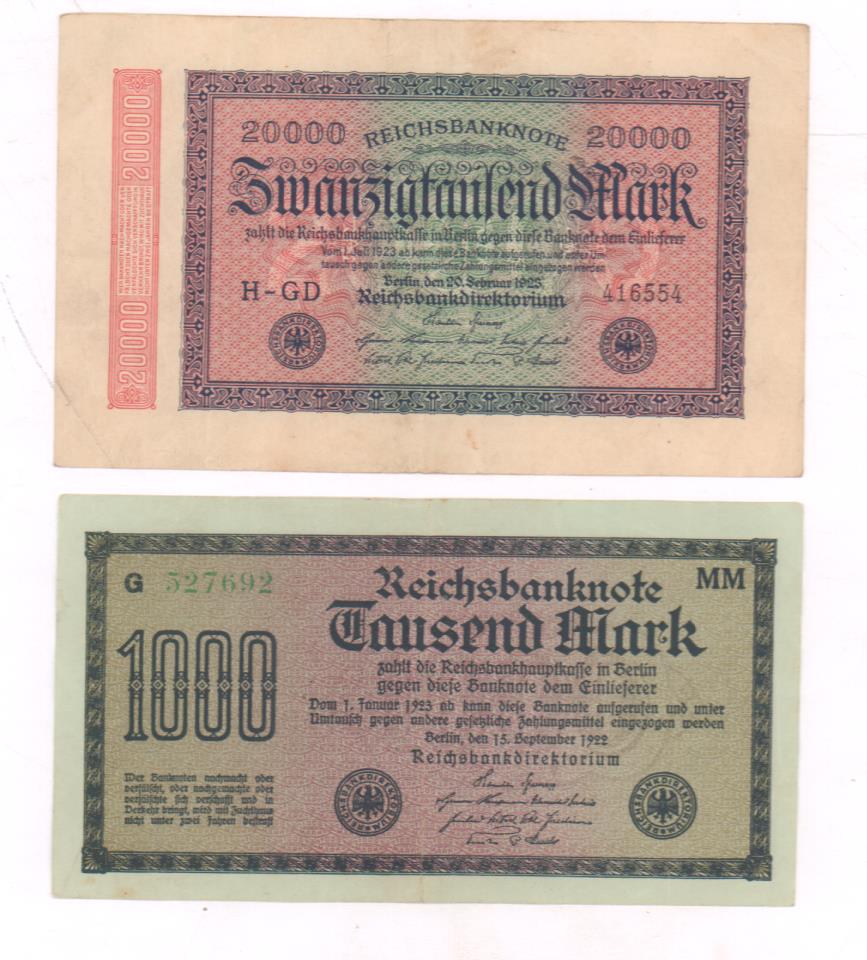 20000
20000
20000 REICHSBANKNOTE 20000
Zwanzigtausend Mark
zahlt die Reichsbankhauptkasse in Berlin gegen diese Banknote dem Einlieferer
Vom 1. Juli 1923 ab kann diese Banknote aufgerufen und unter Um-
tausch gegen andere gesetzliche Zahlungsmittel eingezogen werden
Berlin, den 20. Februar 1923
H-GD Reichsbankdirektorium 416554
REICHSBANKDIREKTORIUM
REICHSBANKDIREKTORIUM
G 527692 Reichsbanknote MM
Tausend Mark
1000
zahlt die Reichsbankhauptkasse in Berlin
gegen diese Banknote dem Einlieferer
Vom 1. Januar 1923 ab kann diese Banknote aufgerufen und unter
Umtausch gegen andere gesetzliche Zahlungsmittel eingezogen werden
Berlin, den 15. September 1922
Reichsbankdirektorium
Wer Banknoten nachmacht oder
verfälscht, oder nachgemachte oder
verfälschte sich verschafft und in
Verkehr bringt, wird mit Zuchthaus
nicht unter zwei Jahren bestraft
REICHSBANKDIREKTORIUM
REICHSBANKDIREKTORIUM